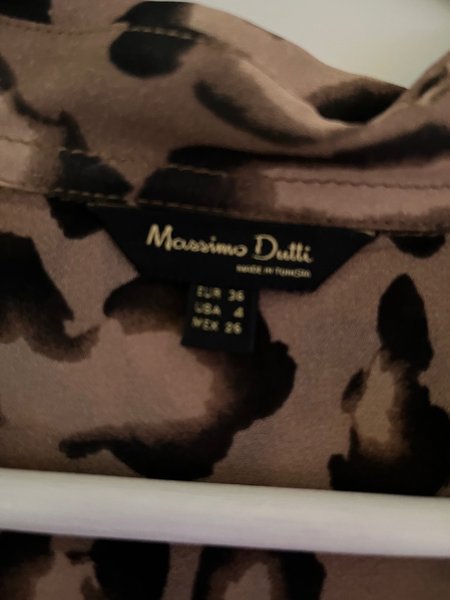 Massimo Dutti
MADE IN TUNISIA
EUR 36
USA 4
MEX 26